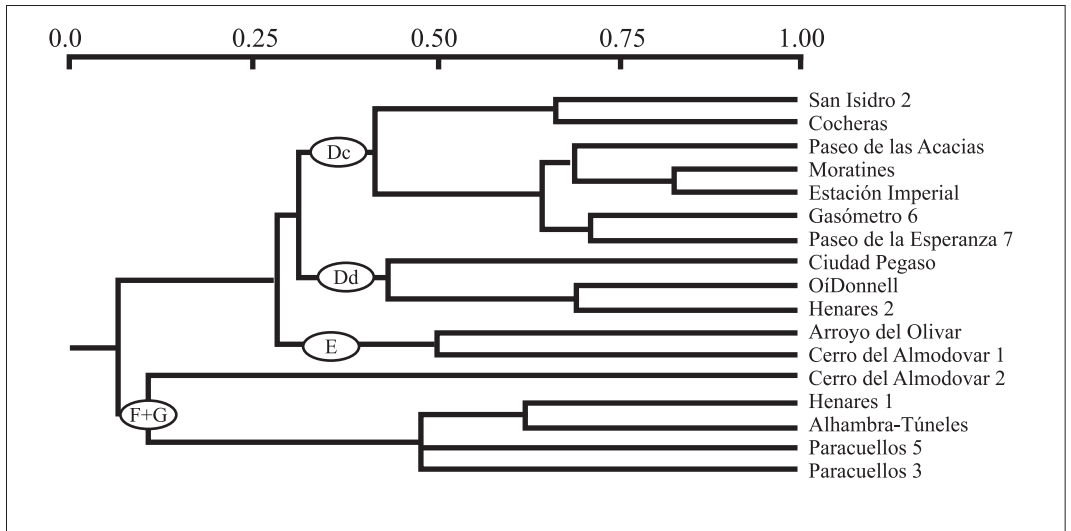 0.0 0.25 0.50 0.75 1.00
San Isidro 2
Cocheras
Paseo de las Acacias
Dc
Moratines
Estación Imperial
Gasómetro 6
Paseo de la Esperanza 7
Ciudad Pegaso
Dd
OíDonnell
Henares 2
Arroyo del Olivar
E
Cerro del Almodovar 1
Cerro del Almodovar 2
Henares 1
F+G
Alhambra-Túneles
Paracuellos 5
Paracuellos 3